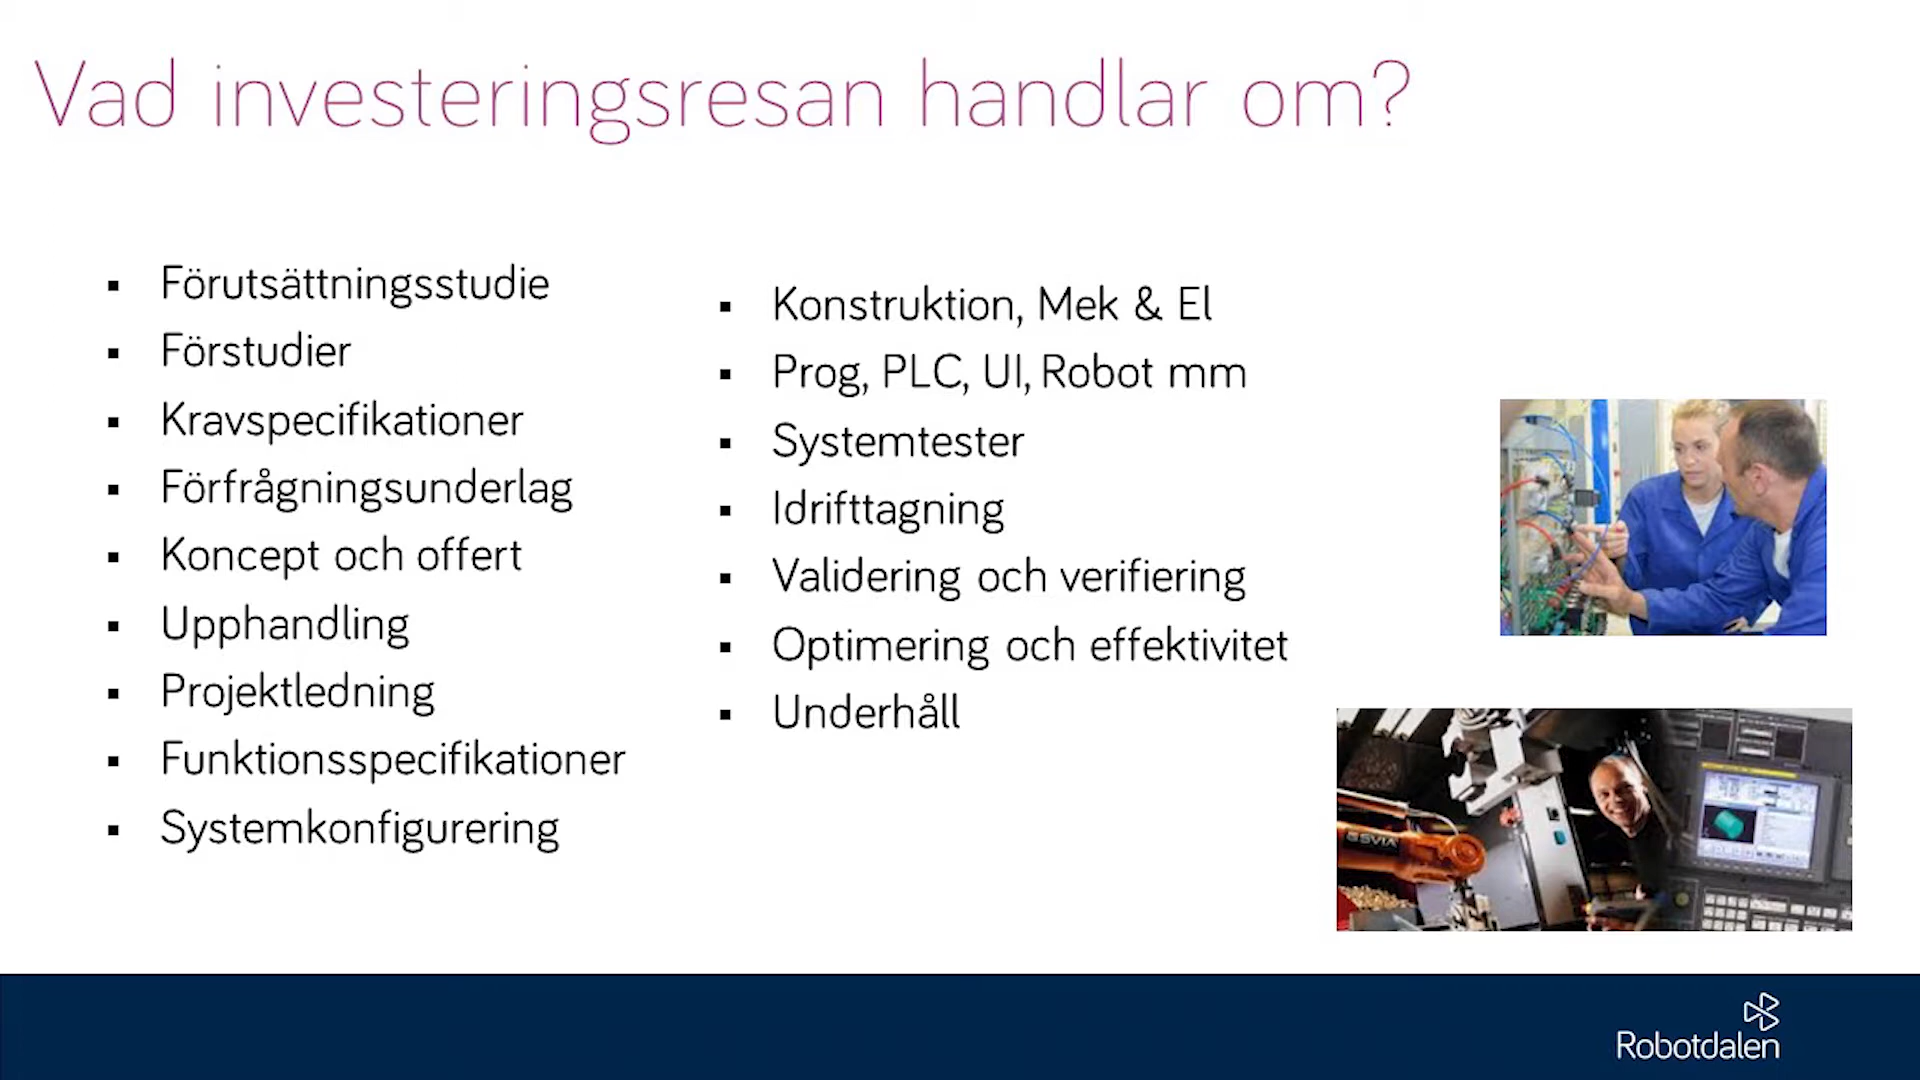 Vad investeringsresan handlar om?
▪ Förutsättningsstudie
▪ Förstudier
▪ Kravspecifikationer
▪ Förfrågningsunderlag
▪ Koncept och offert
▪ Upphandling
▪ Projektledning
▪ Funktionsspecifikationer
▪ Systemkonfigurering
▪ Konstruktion, Mek & El
▪ Prog, PLC, UI, Robot mm
▪ Systemtester
▪ Idrifttagning
▪ Validering och verifiering
▪ Optimering och effektivitet
▪ Underhåll
SVIA
Robotdalen